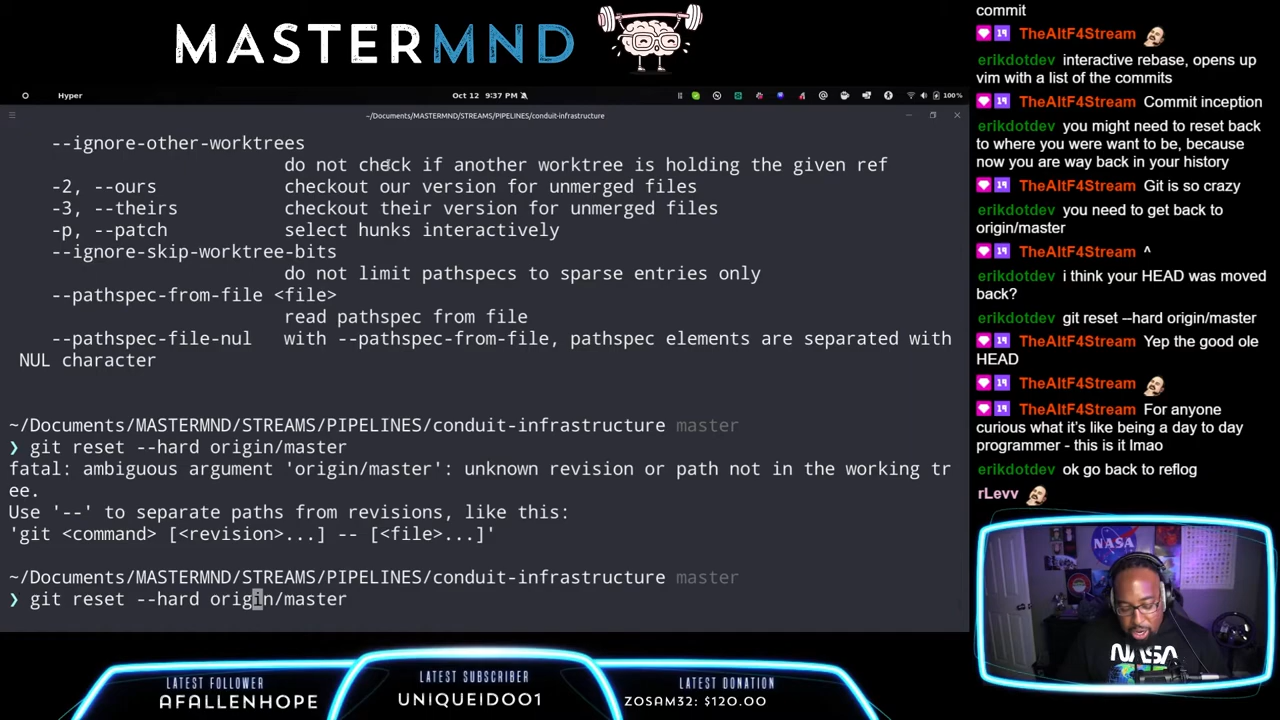 MASTERMND
Hyper
Oct 12 9:37 PM
100%
~/Documents/MASTERMND/STREAMS/PIPELINES/conduit-infrastructure
--ignore-other-worktrees
do not check if another worktree is holding the given ref
-2, --ours checkout our version for unmerged files
-3, --theirs checkout their version for unmerged files
-p, --patch select hunks interactively
--ignore-skip-worktree-bits
do not limit pathspecs to sparse entries only
--pathspec-from-file <file>
read pathspec from file
--pathspec-file-nul with --pathspec-from-file, pathspec elements are separated with
NUL character
~/Documents/MASTERMND/STREAMS/PIPELINES/conduit-infrastructure master
❯ git reset --hard origin/master
fatal: ambiguous argument 'origin/master': unknown revision or path not in the working tr
ee.
Use '--' to separate paths from revisions, like this:
'git <command> [<revision>...] -- [<file>...]'
~/Documents/MASTERMND/STREAMS/PIPELINES/conduit-infrastructure master
❯ git reset --hard origin/master
commit
19 TheAltF4Stream
erikdotdev interactive rebase, opens up
vim with a list of the commits
19 TheAltF4Stream Commit inception
erikdotdev you might need to reset back
to where you were want to be, because
now you are way back in your history
19 TheAltF4Stream Git is so crazy
erikdotdev you need to get back to
origin/master
19 TheAltF4Stream ^
erikdotdev i think your HEAD was moved
back?
erikdotdev git reset --hard origin/master
19 TheAltF4Stream Yep the good ole
HEAD
19 TheAltF4Stream
19 TheAltF4Stream For anyone
curious what it's like being a day to day
programmer - this is it lmao
erikdotdev ok go back to reflog
rLevv
NASA
NASA
LATEST FOLLOWER
AFALLENHOPE
LATEST SUBSCRIBER
UNIQUEID001
LATEST DONATION
ZOSAM32: $120.00